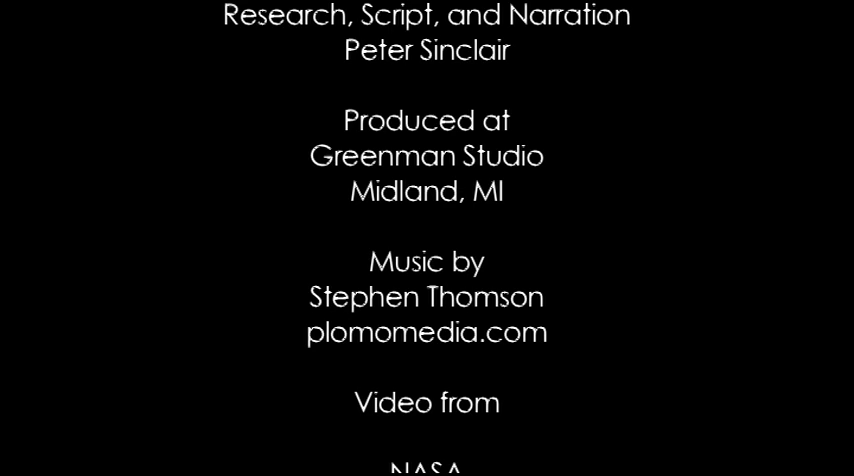 Research, Script, and Narration
Peter Sinclair
Produced at
Greenman Studio
Midland, MI
Music by
Stephen Thomson
plomomedia.com
Video from
NASA